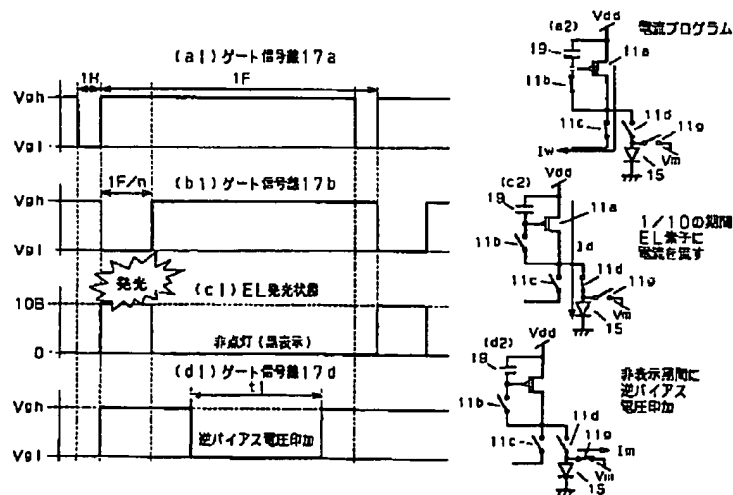 (a1)ゲート信号線17a
1H
1F
Vgh
Vgl
(b1)ゲート信号線17b
1F/n
Vgh
Vgl
発光
(c1)EL発光状態
10B
0
非点灯(黒表示)
(d1)ゲート信号線17d
t1
Vgh
Vgl
逆バイアス電圧印加
(a2)
Vdd
電流プログラム
19
11a
11b
11c
11d
11g
Iw
Vm
15
(c2)
Vdd
19
11a
11b
Id
11c
11d
11g
Vm
15
1/10の期間
EL素子に
電流を流す
(d2)
Vdd
19
11b
11c
11d
11g
Im
Vm
15
非表示期間に
逆バイアス
電圧印加